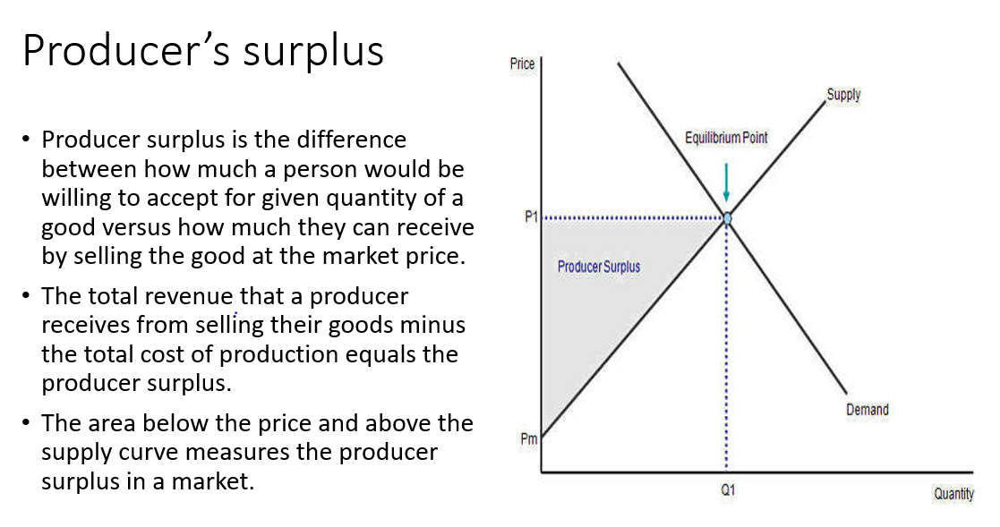 Producer’s surplus
• Producer surplus is the difference
between how much a person would be
willing to accept for given quantity of a
good versus how much they can receive
by selling the good at the market price.
• The total revenue that a producer
receives from selling their goods minus
the total cost of production equals the
producer surplus.
• The area below the price and above the
supply curve measures the producer
surplus in a market.
Price
Supply
Equilibrium Point
P1
Producer Surplus
Demand
Pm
Q1
Quantity